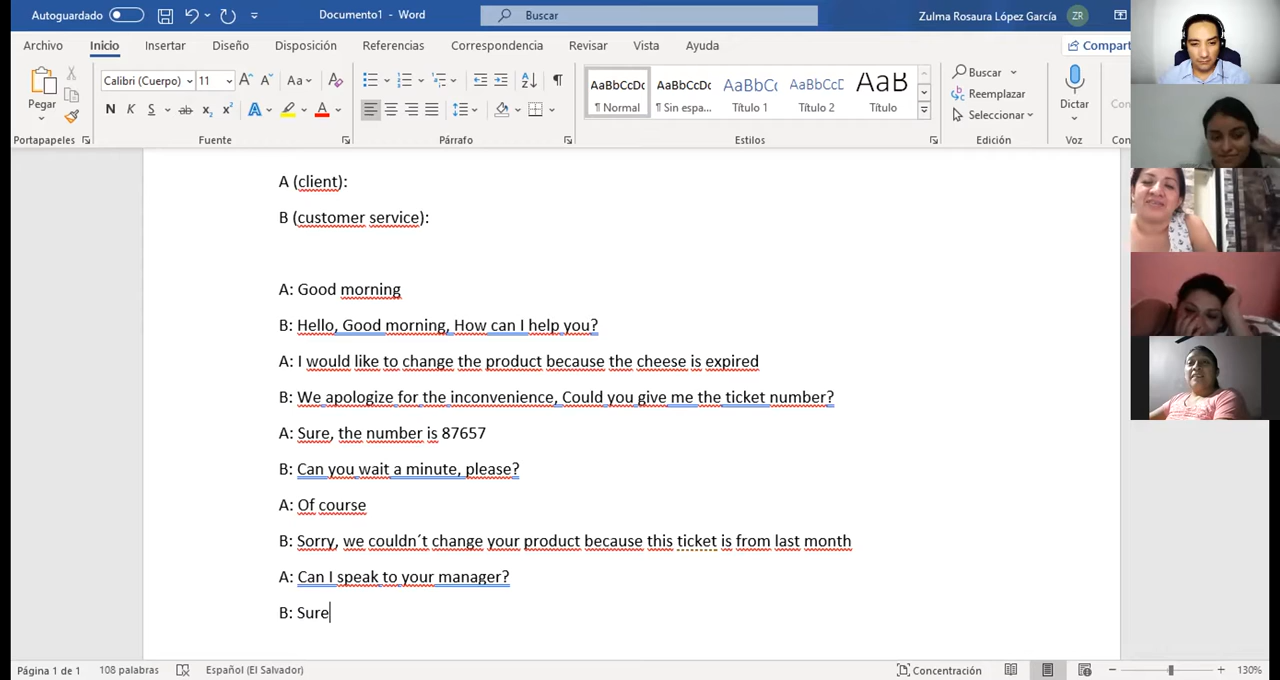 Autoguardado
Documento1 - Word
Buscar
Zulma Rosaura López García
ZR
Archivo Inicio Insertar Diseño Disposición Referencias Correspondencia Revisar Vista Ayuda
Compart
Pegar
Portapapeles
Calibri (Cuerpo) 11
N K S ab x₂ x² A A
A^ Aˇ Aa A
Fuente
Párrafo
AaBbCcDc AaBbCcDc AaBbCc AaBbCcD AaB
¶ Normal ¶ Sin espa... Título 1 Título 2 Título
Estilos
Buscar
Reemplazar
Seleccionar
Edición
Dictar
Voz
A (client):
B (customer service):
A: Good morning
B: Hello, Good morning, How can I help you?
A: I would like to change the product because the cheese is expired
B: We apologize for the inconvenience, Could you give me the ticket number?
A: Sure, the number is 87657
B: Can you wait a minute, please?
A: Of course
B: Sorry, we couldn´t change your product because this ticket is from last month
A: Can I speak to your manager?
B: Sure
Página 1 de 1 108 palabras Español (El Salvador) Concentración 130%